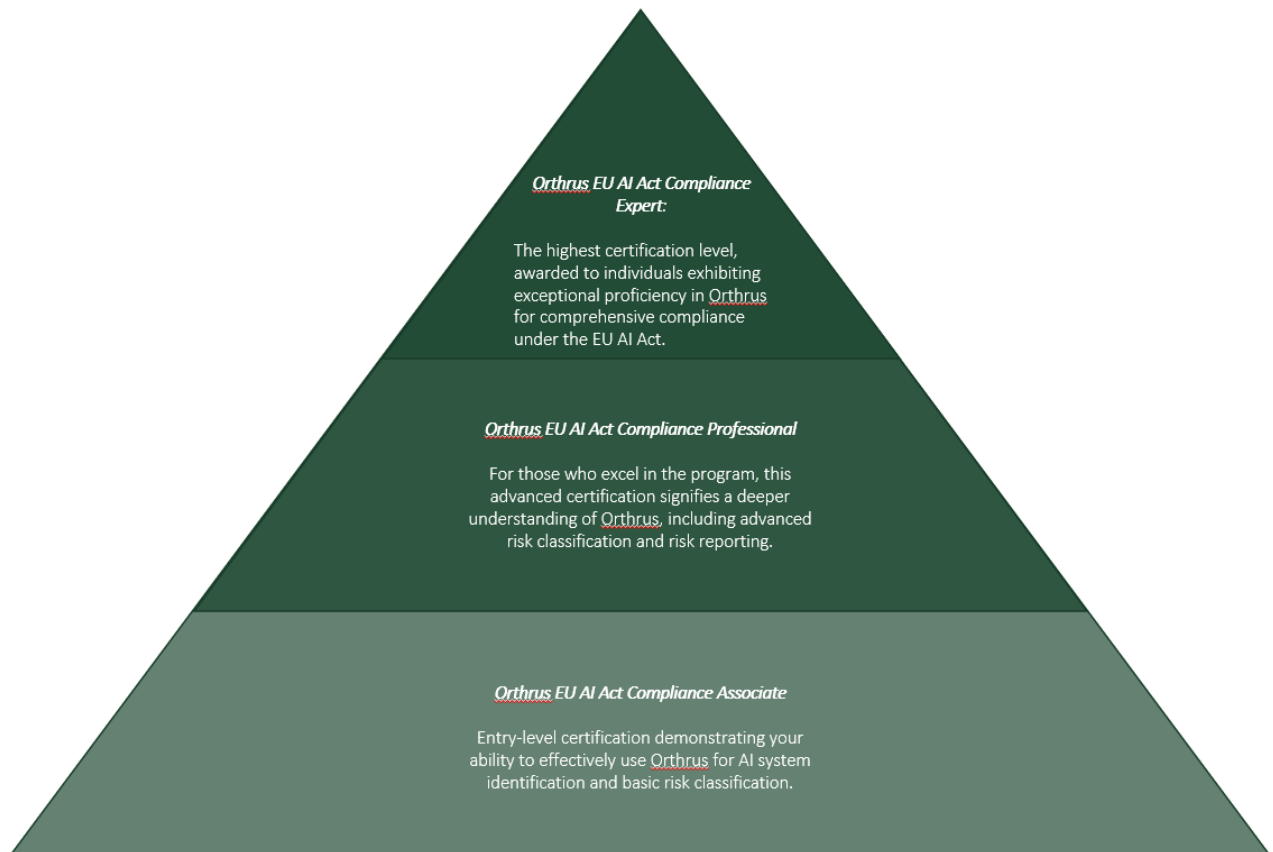 Orthrus EU AI Act Compliance
Expert:
The highest certification level,
awarded to individuals exhibiting
exceptional proficiency in Orthrus
for comprehensive compliance
under the EU AI Act.
Orthrus EU AI Act Compliance Professional
For those who excel in the program, this
advanced certification signifies a deeper
understanding of Orthrus, including advanced
risk classification and risk reporting.
Orthrus EU AI Act Compliance Associate
Entry-level certification demonstrating your
ability to effectively use Orthrus for AI system
identification and basic risk classification.